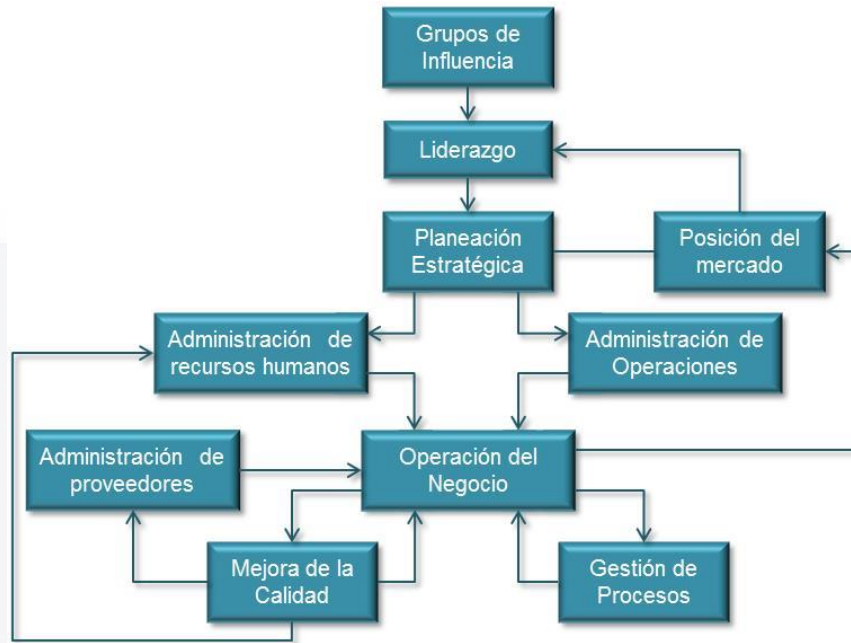 Grupos de
Influencia
Liderazgo
Planeación
Estratégica
Posición del
mercado
Administración de
recursos humanos
Administración de
Operaciones
Administración de
proveedores
Operación del
Negocio
Mejora de la
Calidad
Gestión de
Procesos